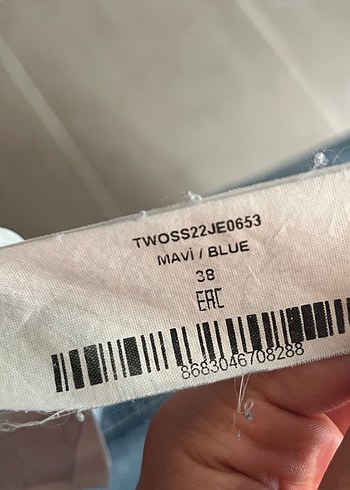 TWOSS22JE0653
MAVİ / BLUE
38
EAC
8683046708288